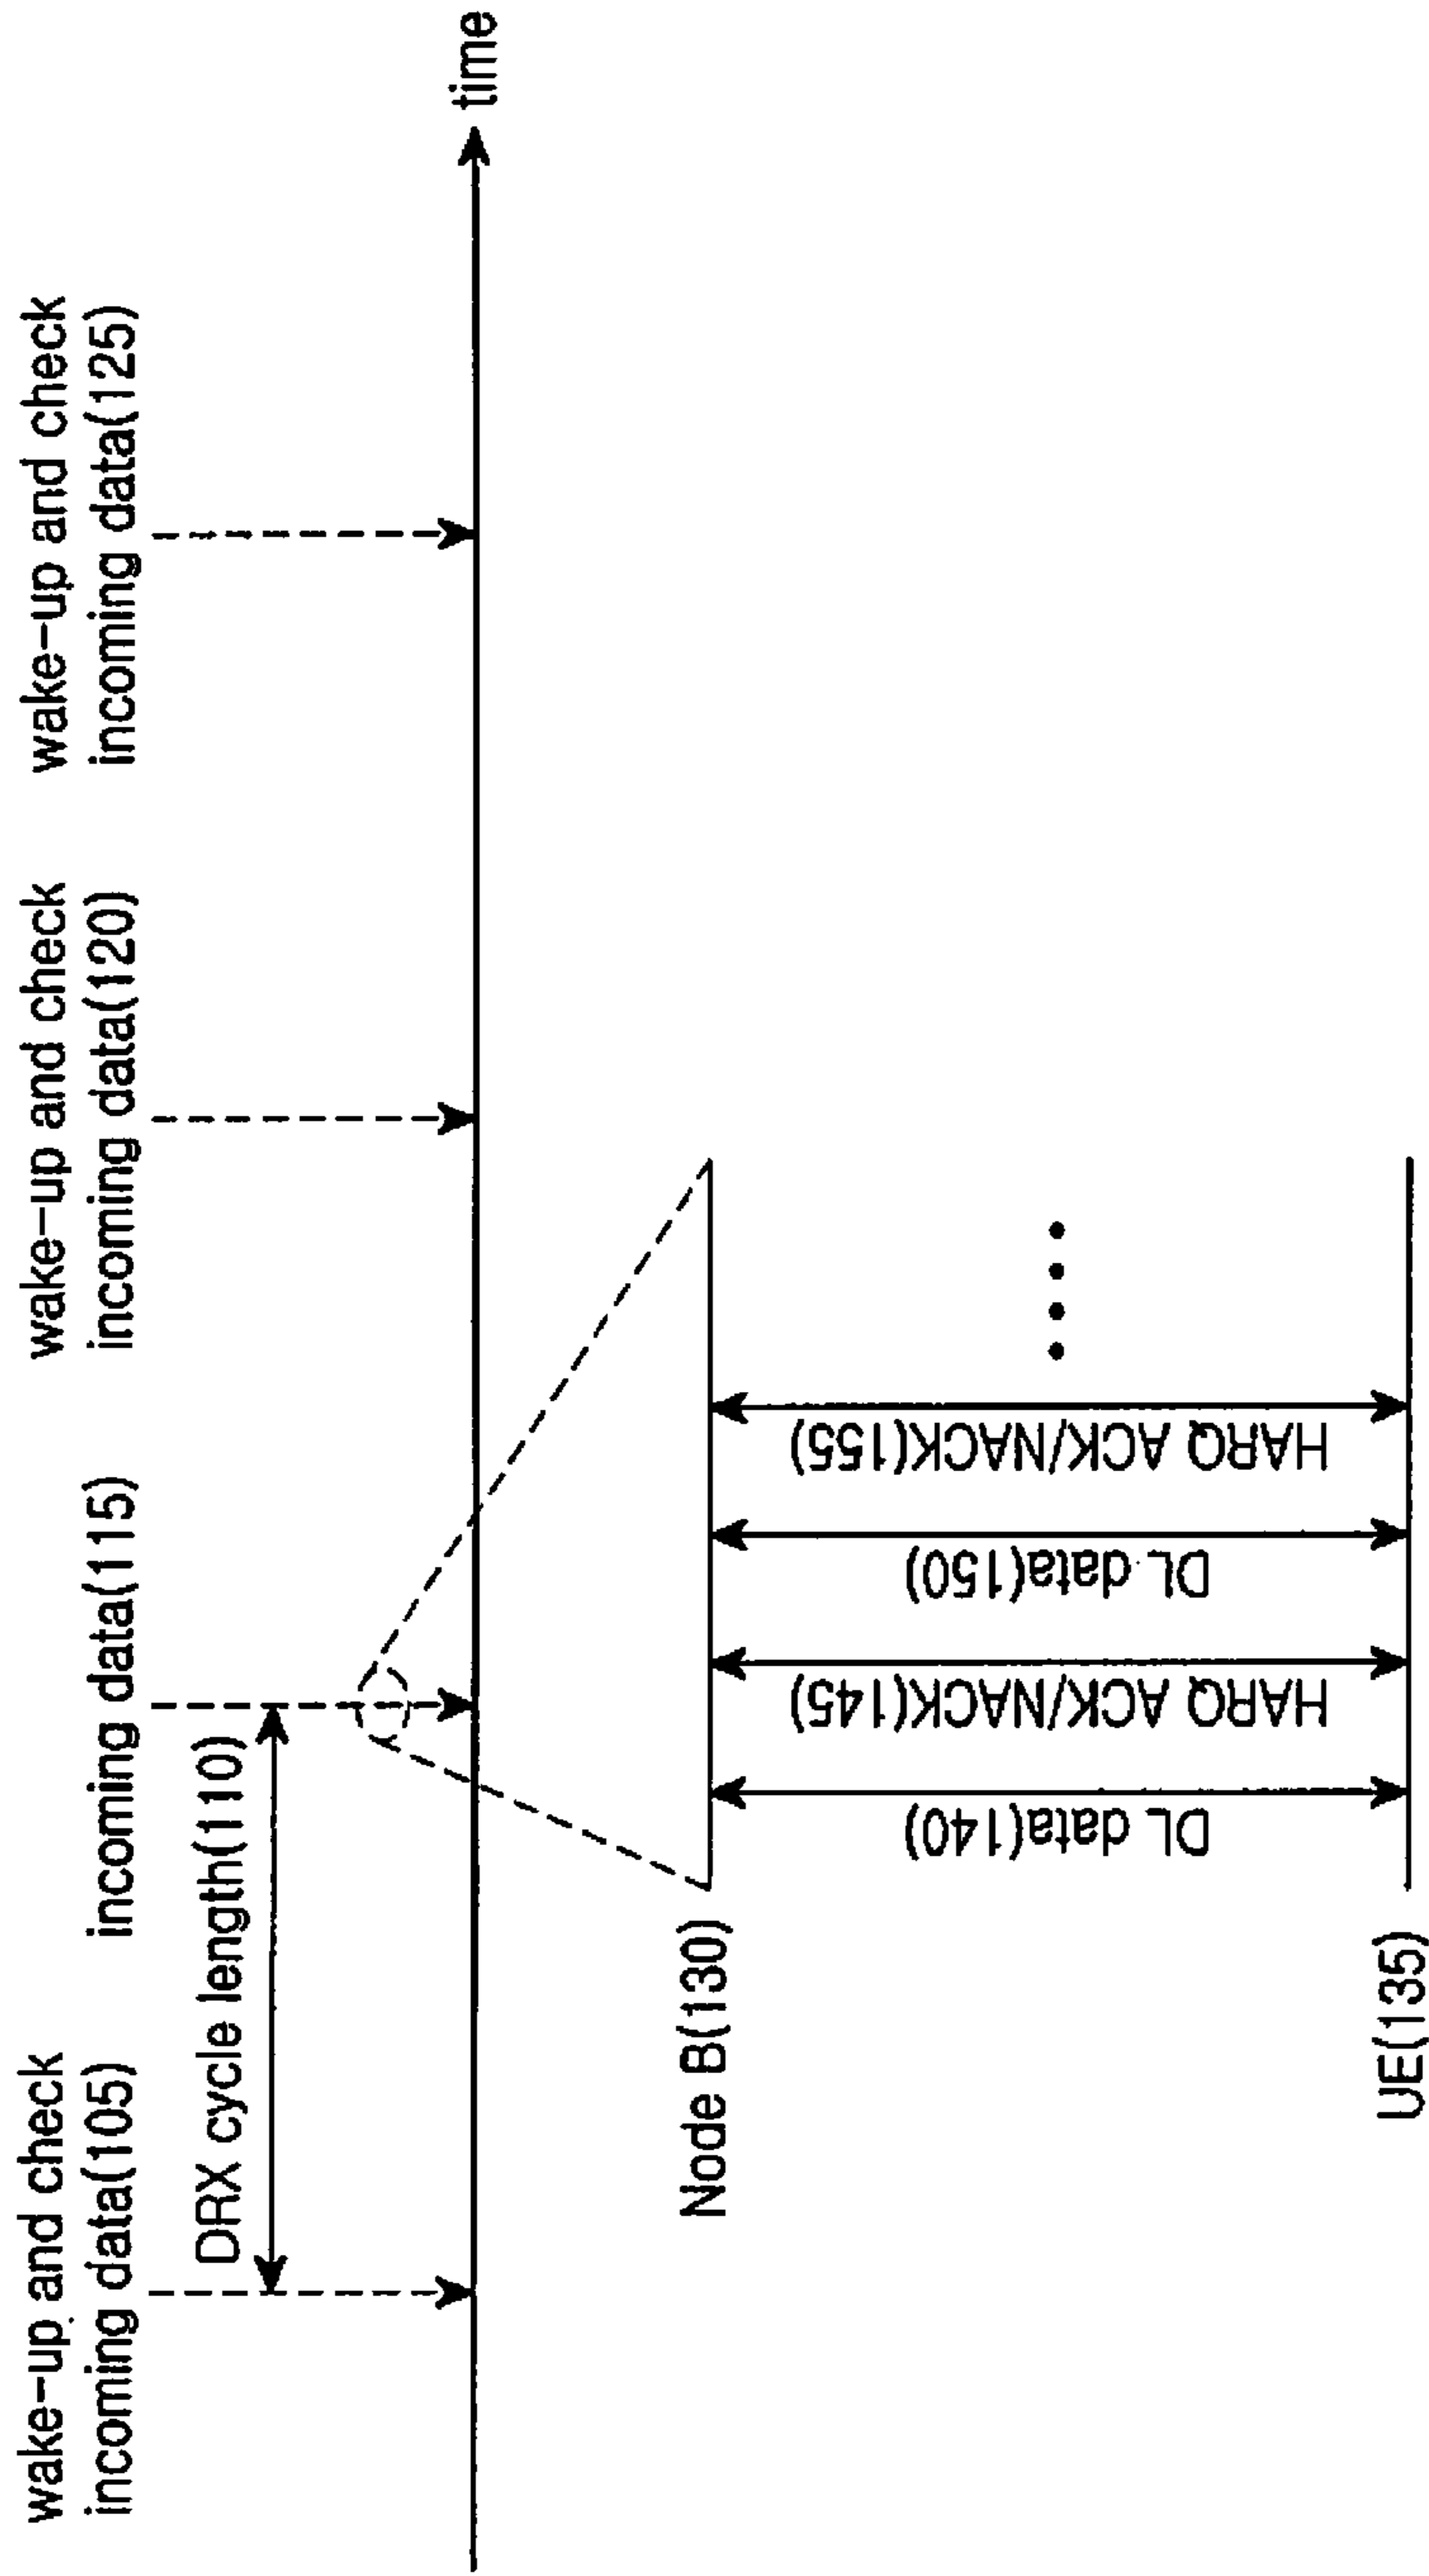 wake-up and check
incoming data(105)
incoming data(115)
wake-up and check
incoming data(120)
wake-up and check
incoming data(125)
DRX cycle length(110)
time
Node B(130)
DL data(140)
HARQ ACK/NACK(145)
DL data(150)
HARQ ACK/NACK(155)
UE(135)